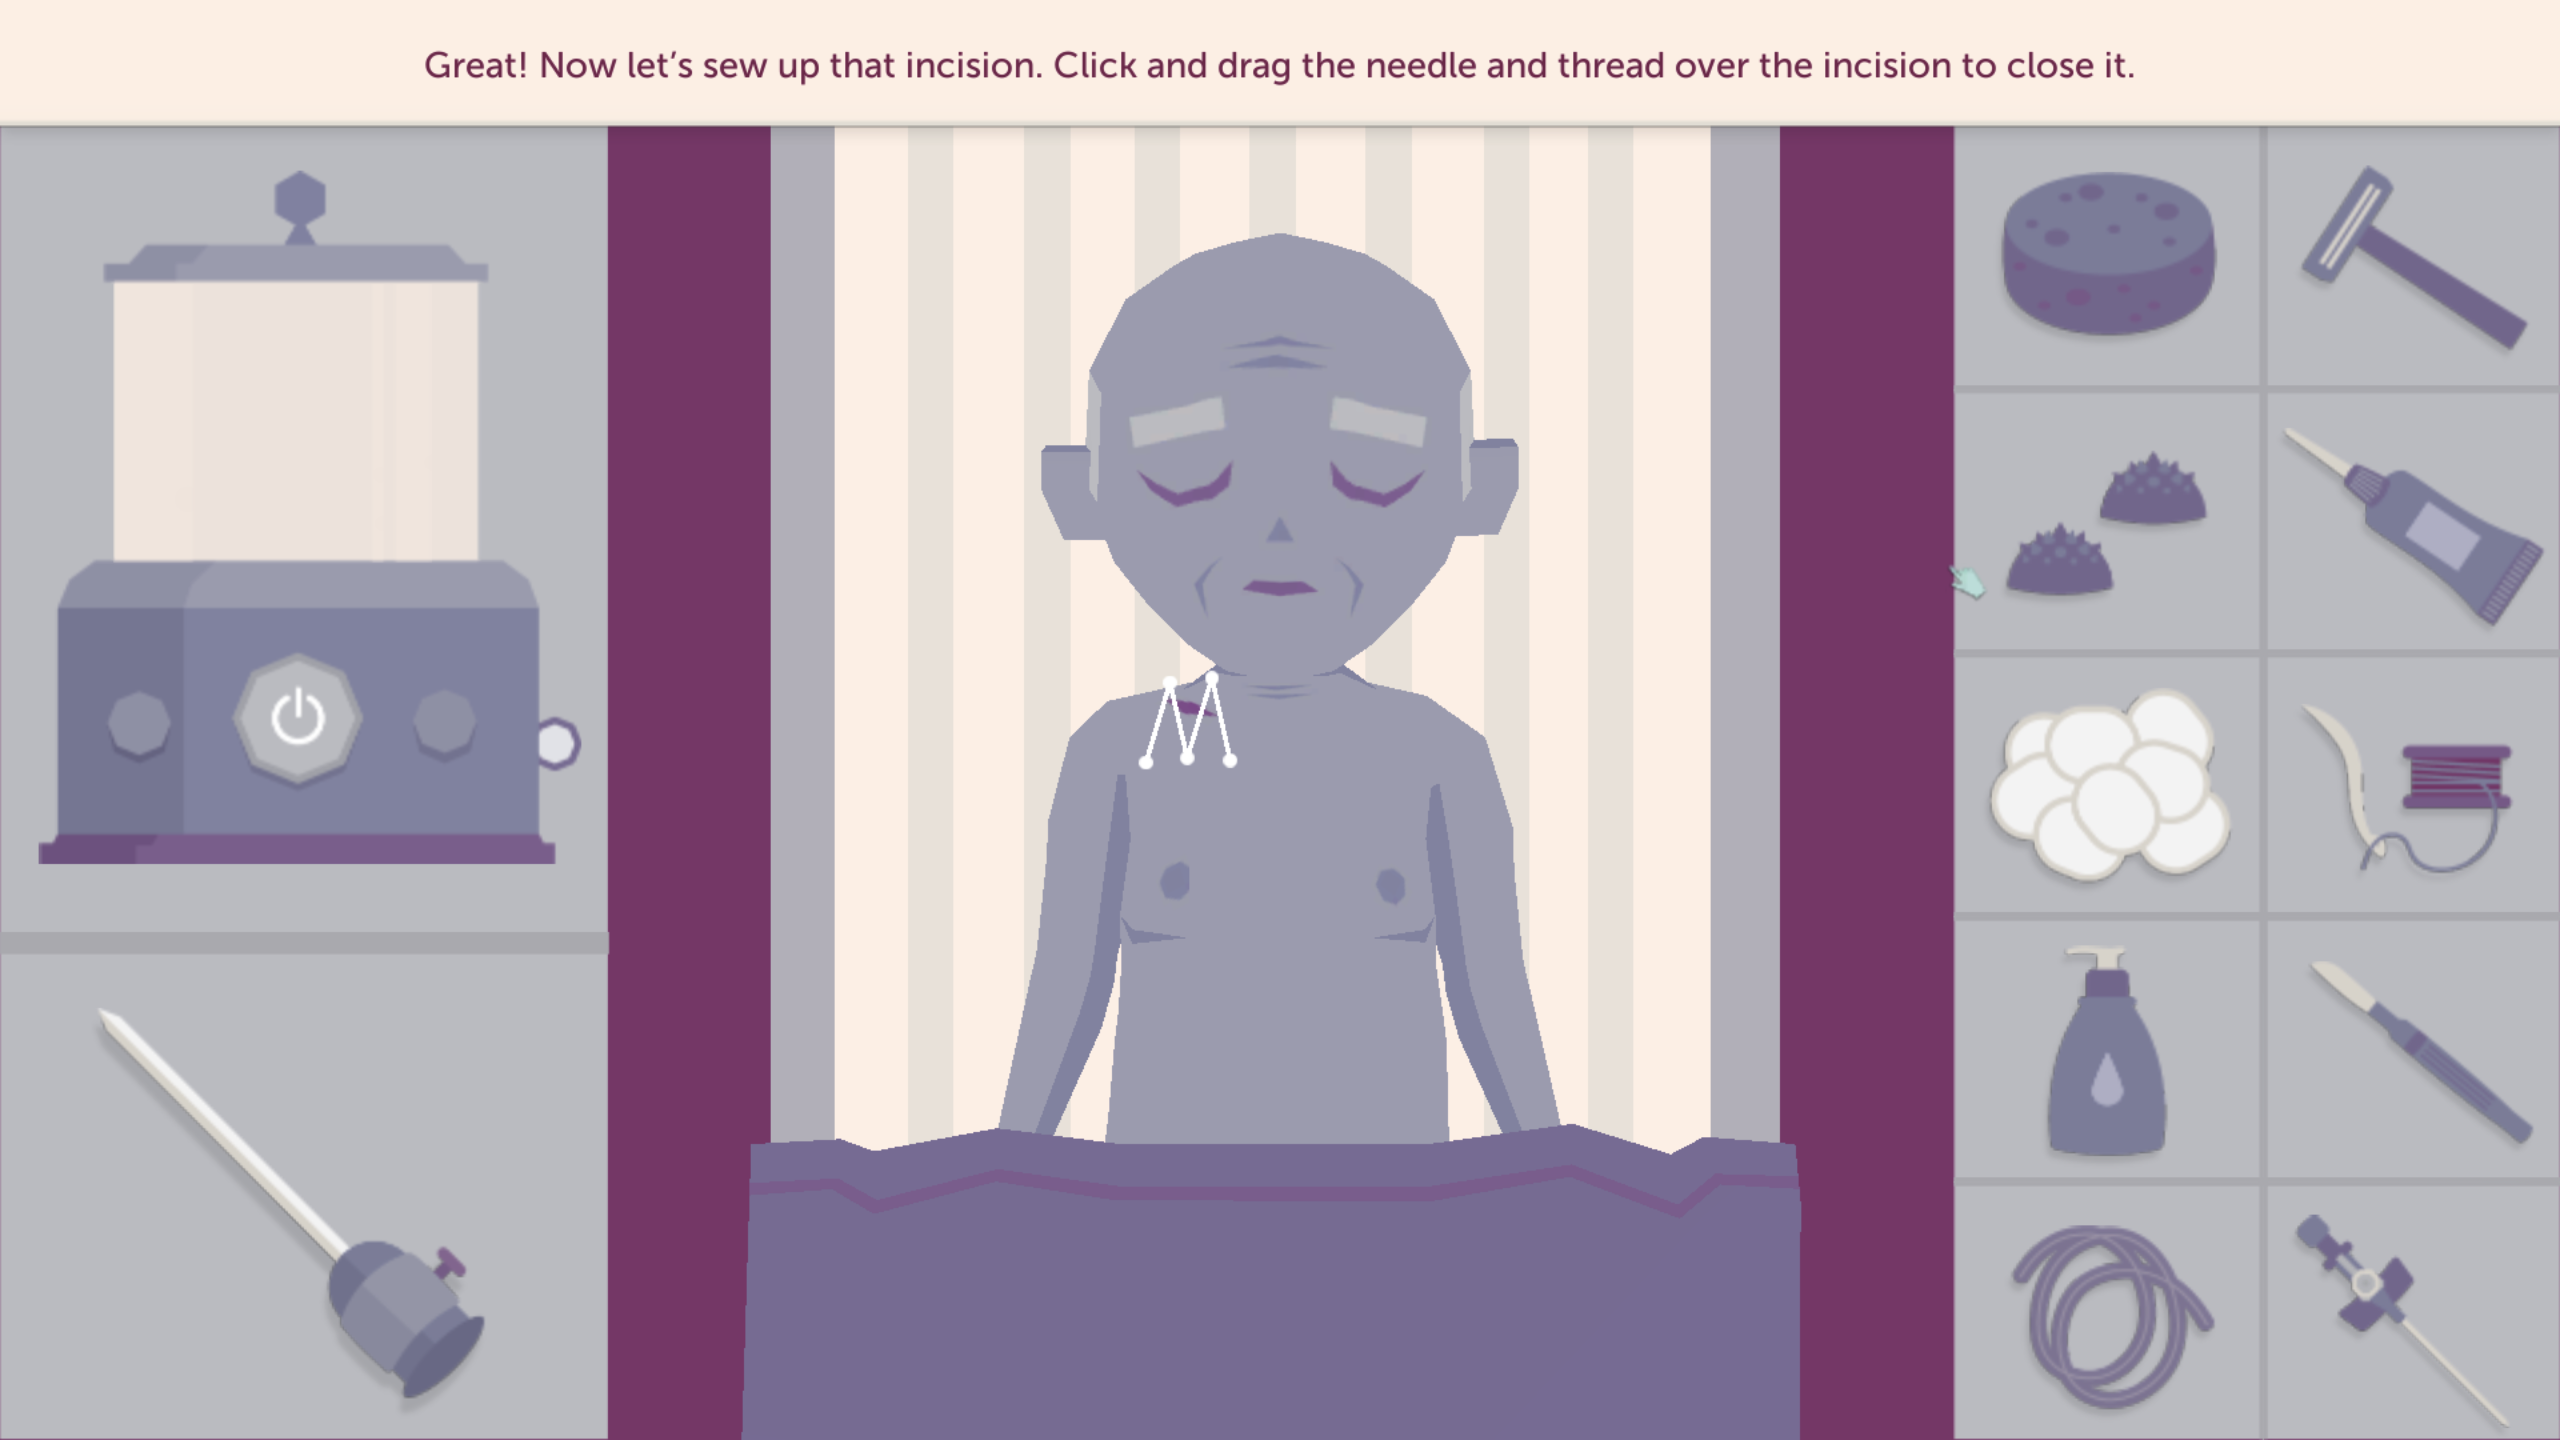 Great! Now let’s sew up that incision. Click and drag the needle and thread over the incision to close it.